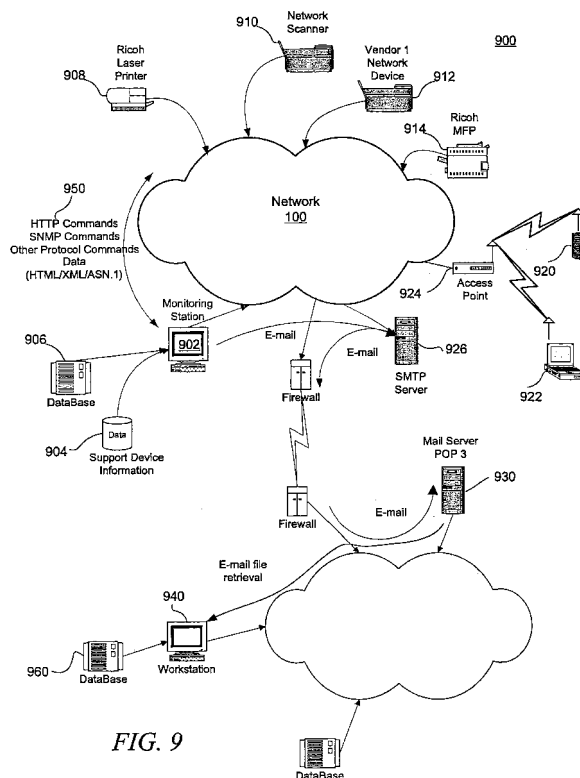 910
Network
Scanner
900
Ricoh
Laser
Printer
908
Vendor 1
Network
Device
912
Ricoh
MFP
914
950
HTTP Commands
SNMP Commands
Other Protocol Commands
Data
(HTML/XML/ASN.1)
Network
100
920
924
Access
Point
Monitoring
Station
906
902
E-mail
E-mail
926
DataBase
Firewall
SMTP
Server
922
904
Data
Support Device
Information
Mail Server
POP 3
930
Firewall
E-mail
E-mail file
retrieval
940
960
DataBase
Workstation
FIG. 9
DataBase